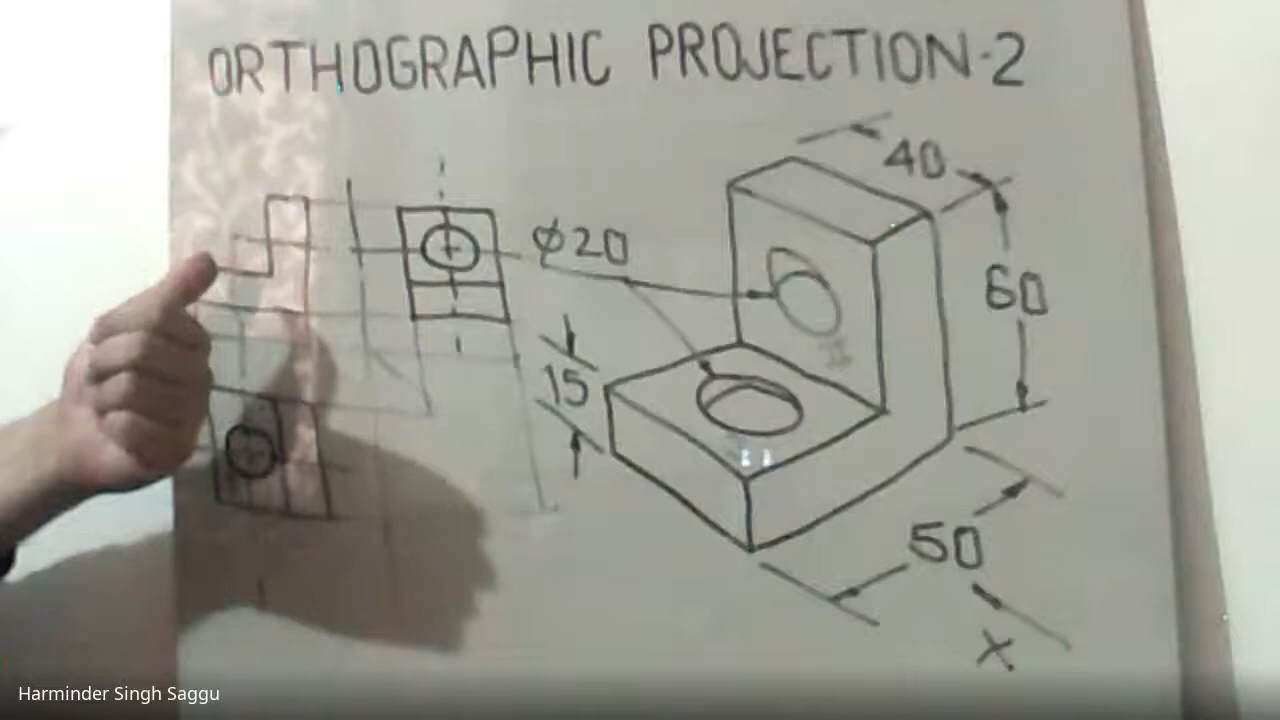 ORTHOGRAPHIC PROJECTION-2
40
ϕ20
60
15
50
X
Harminder Singh Saggu